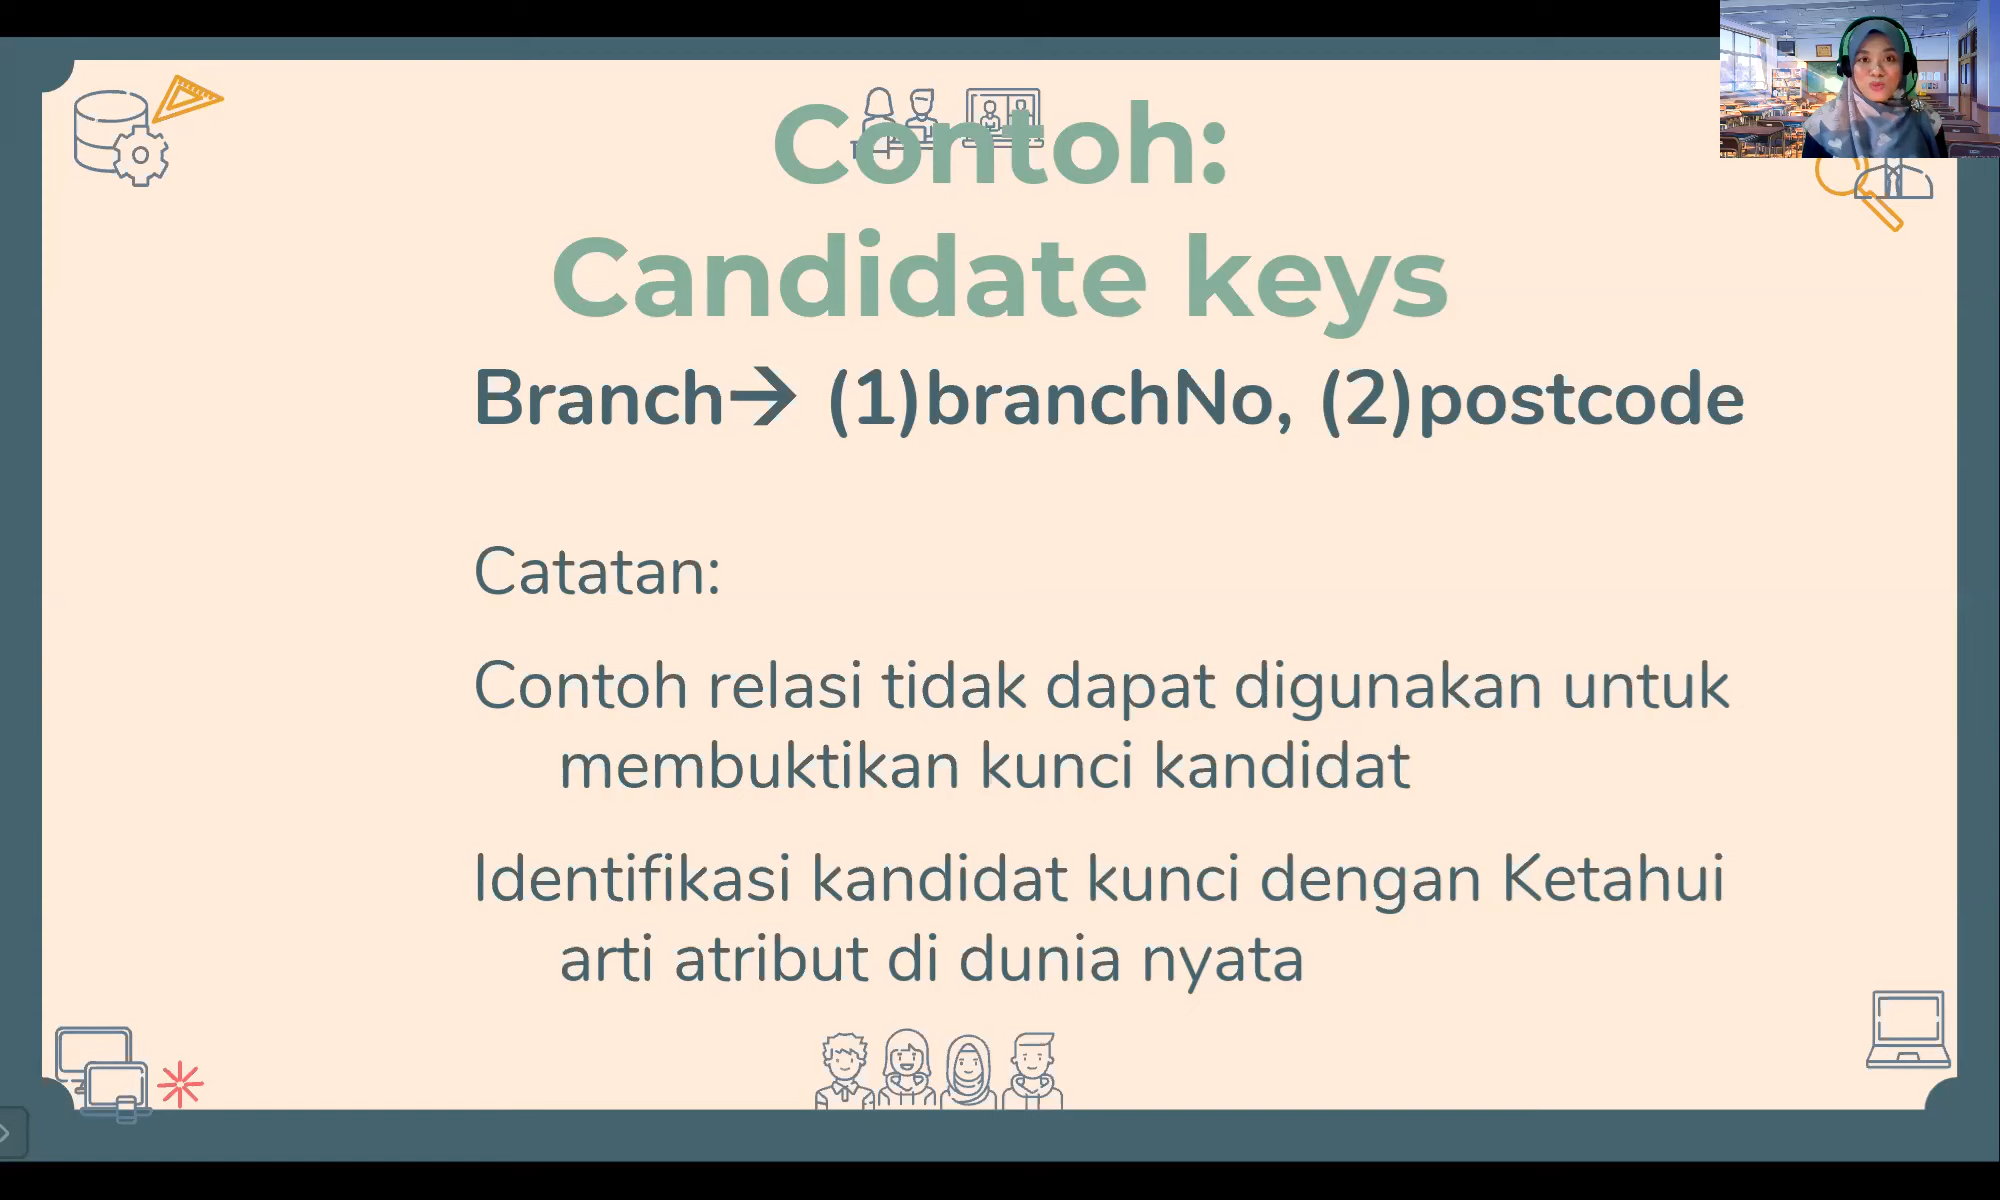 Contoh:
Candidate keys
Branch→ (1)branchNo, (2)postcode
Catatan:
Contoh relasi tidak dapat digunakan untuk
membuktikan kunci kandidat
Identifikasi kandidat kunci dengan Ketahui
arti atribut di dunia nyata